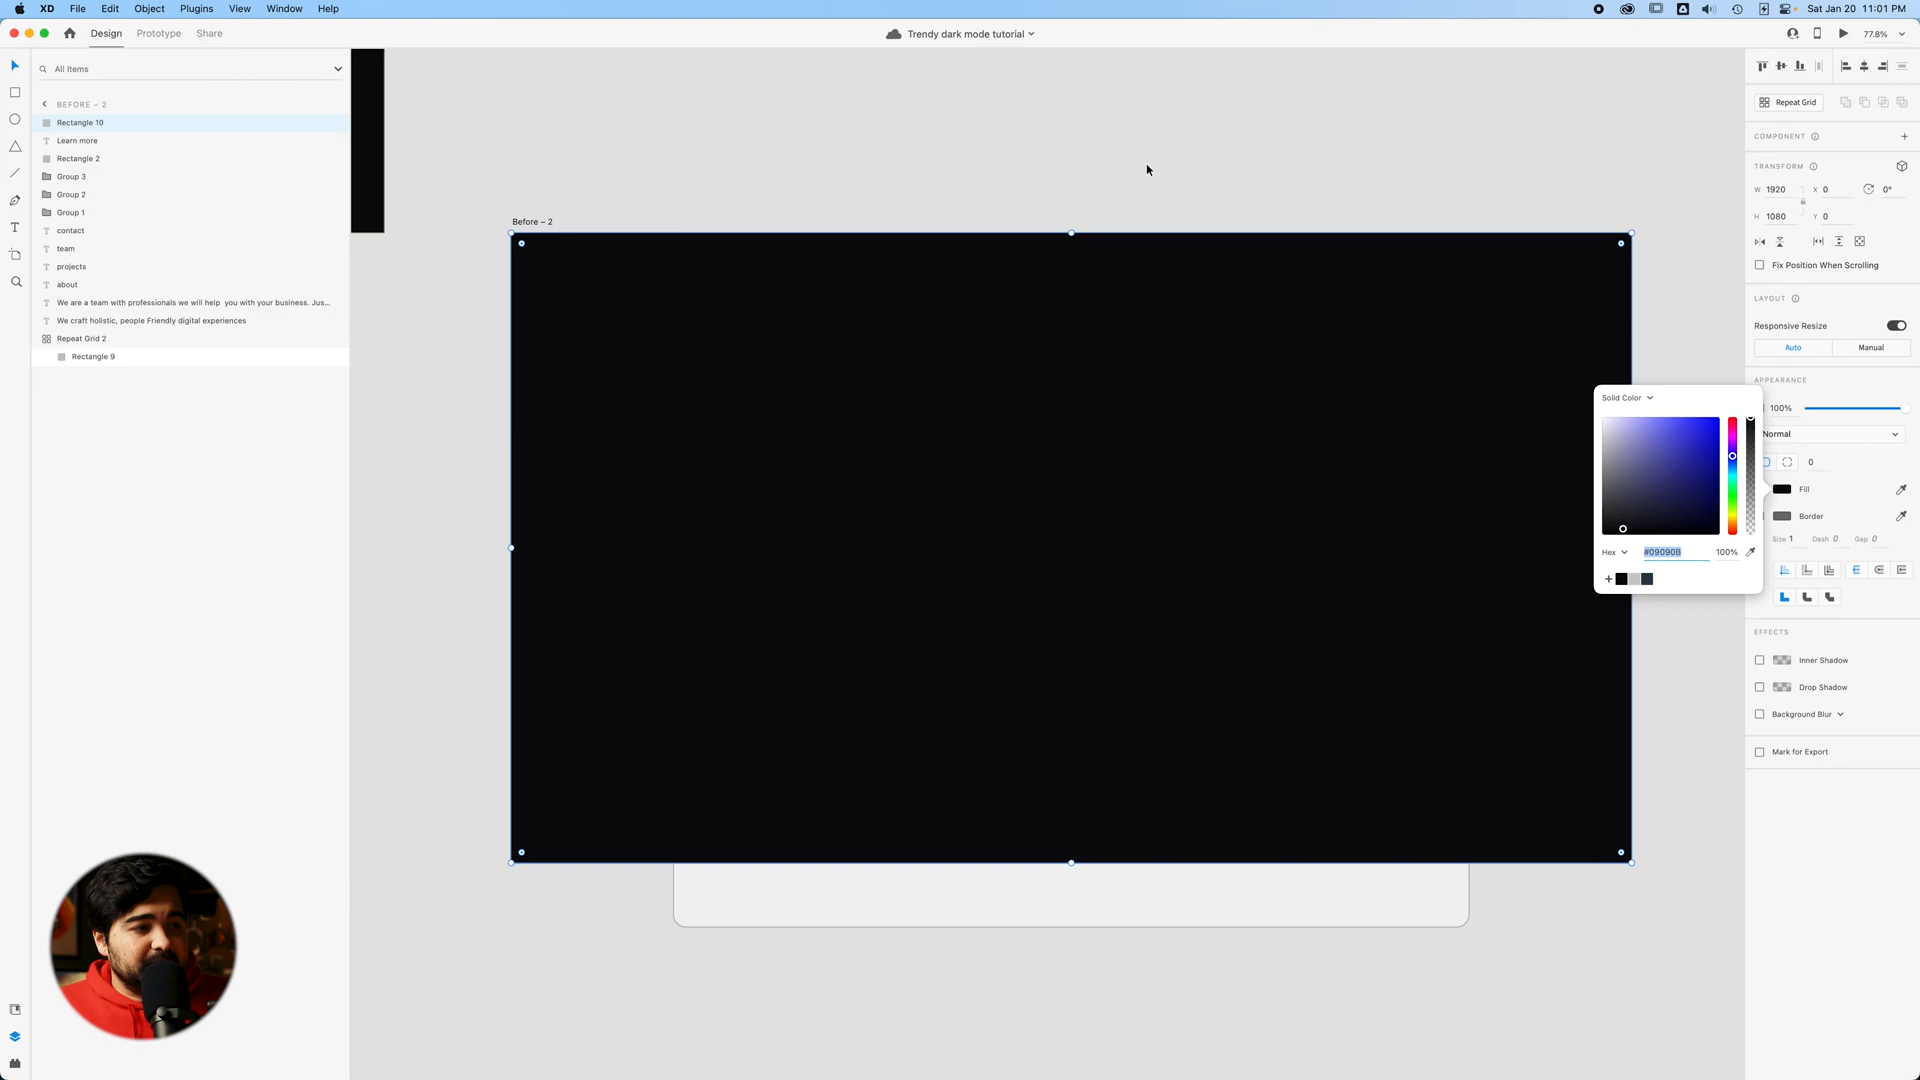 XD File Edit Object Plugins View Window Help
Sat Jan 20 11:01 PM
Design Prototype Share
Trendy dark mode tutorial
77.8%
All Items
BEFORE – 2
Rectangle 10
Learn more
Rectangle 2
Group 3
Group 2
Group 1
contact
team
projects
about
We are a team with professionals we will help you with your business. Jus...
We craft holistic, people Friendly digital experiences
Repeat Grid 2
Rectangle 9
Before – 2
Repeat Grid
COMPONENT
TRANSFORM
W 1920 X 0 0°
H 1080 Y 0
Fix Position When Scrolling
LAYOUT
Responsive Resize
Auto Manual
APPEARANCE
100%
Normal
0
Fill
Border
Size 1 Dash 0 Gap 0
Solid Color
Hex #09090B 100%
EFFECTS
Inner Shadow
Drop Shadow
Background Blur
Mark for Export